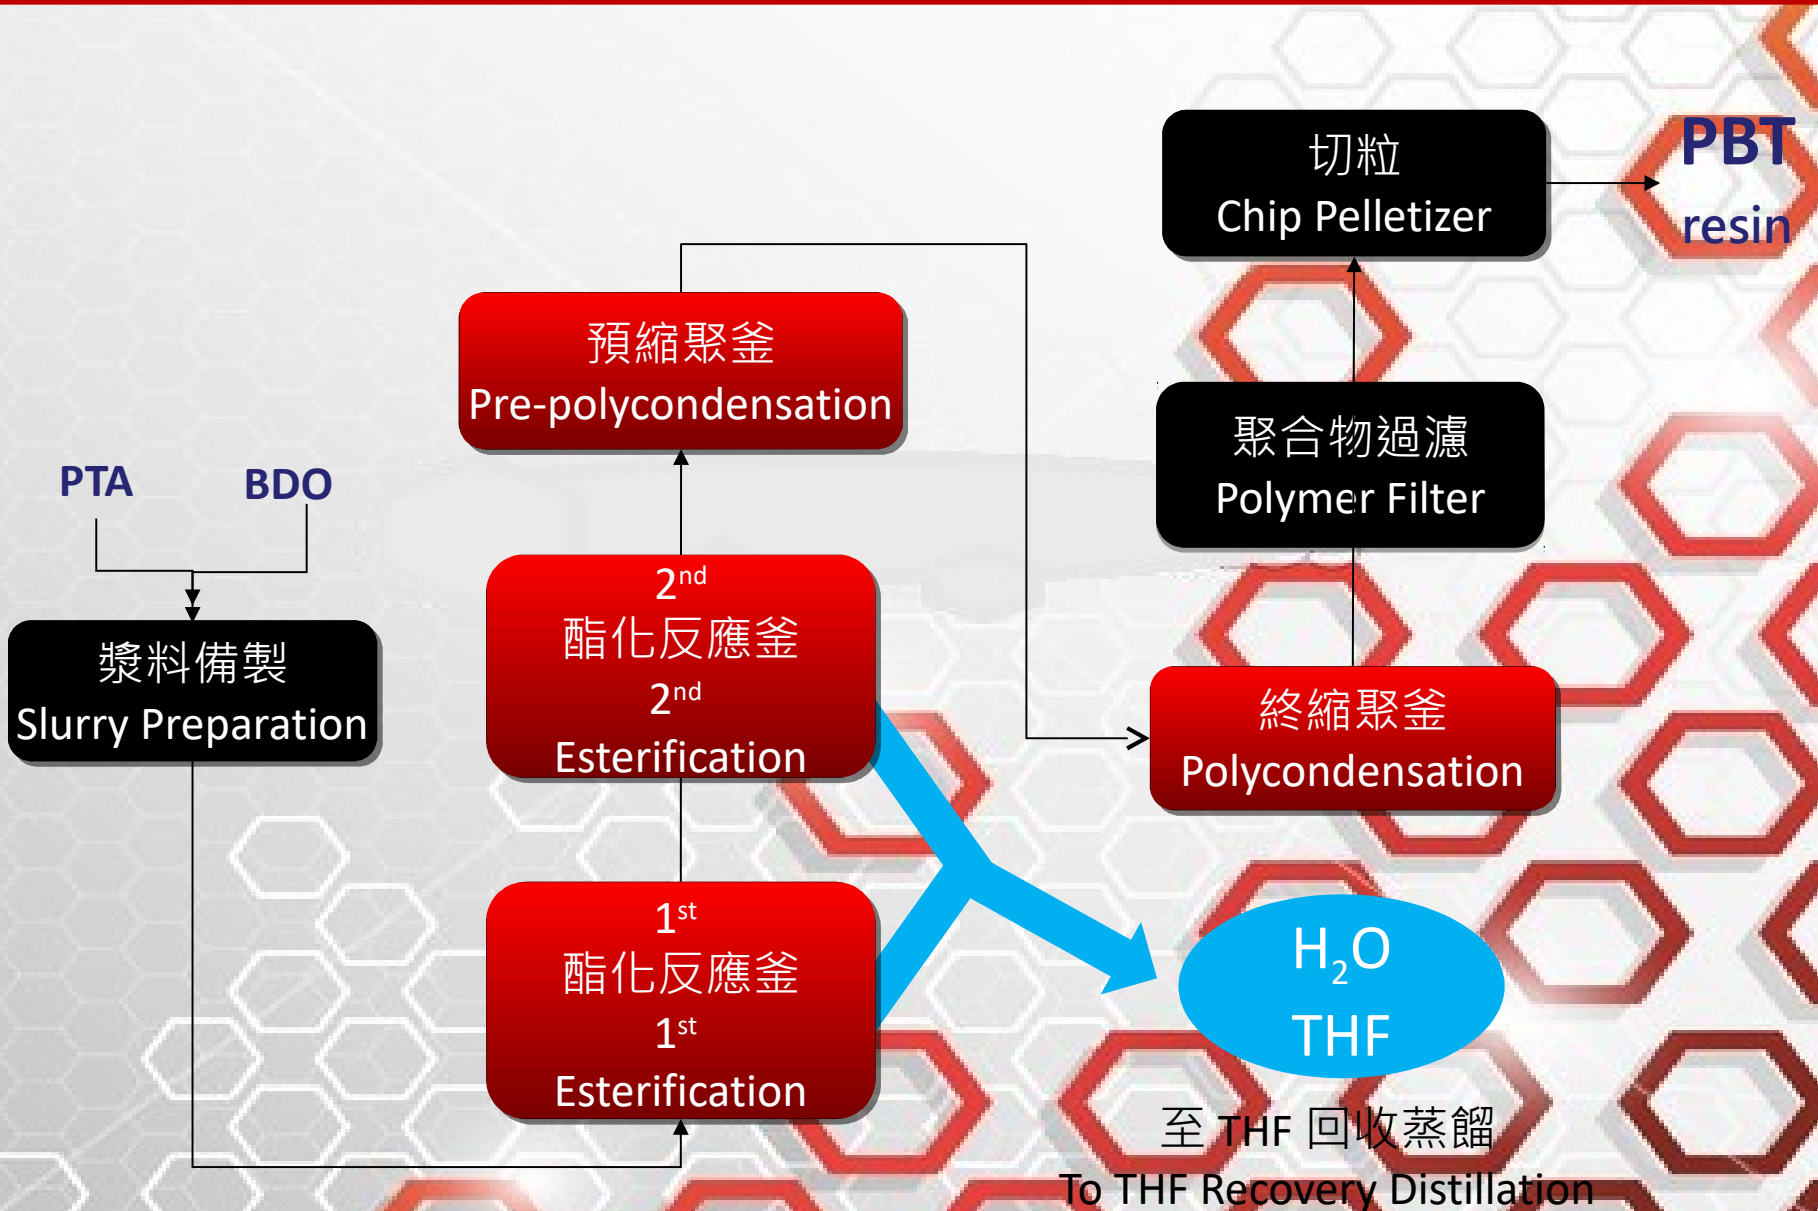 PTA
BDO
漿料備製
Slurry Preparation
1st
酯化反應釜
1st
Esterification
2nd
酯化反應釜
2nd
Esterification
預縮聚釜
Pre-polycondensation
終縮聚釜
Polycondensation
聚合物過濾
Polymer Filter
切粒
Chip Pelletizer
PBT
resin
H₂O
THF
至 THF 回收蒸餾
To THF Recovery Distillation